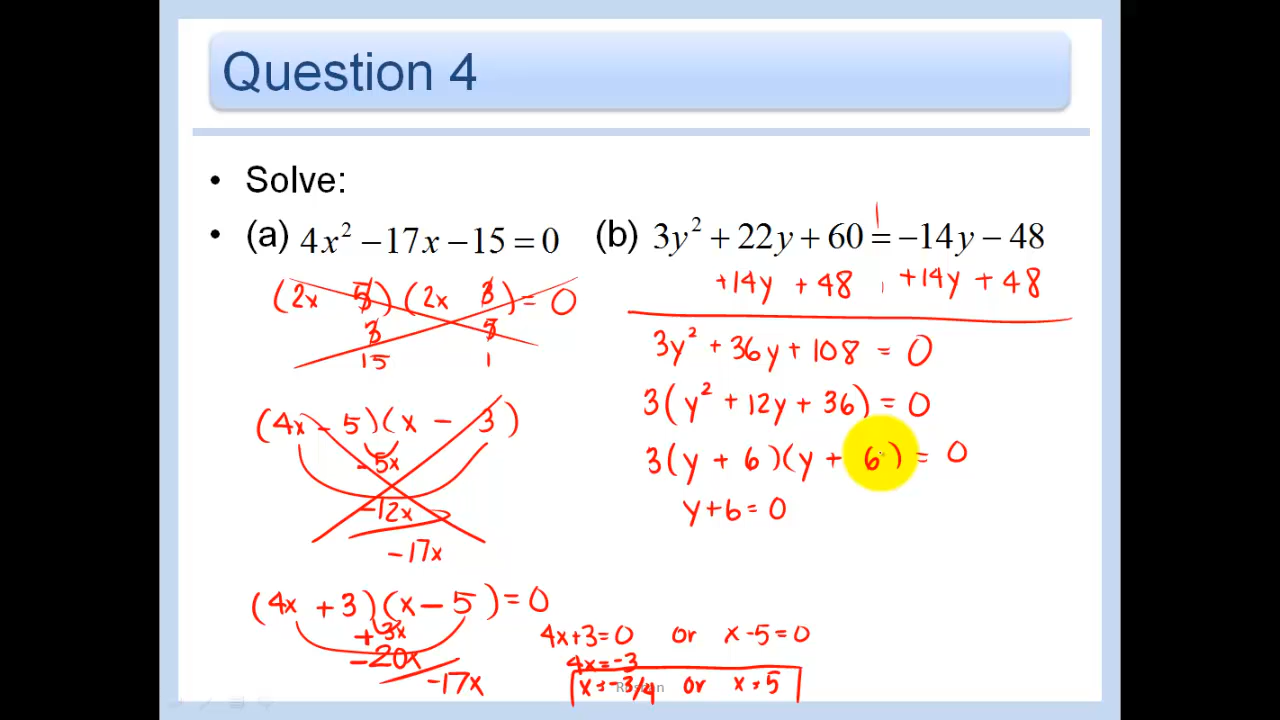 Question 4
• Solve:
• (a) 4x² − 17x − 15 = 0
(2x 5)(2x 3) = 0
3 5
15 1
(4x − 5)(x − 3)
−5x
−12x
−17x
(4x + 3)(x − 5) = 0
+3x
−20x
−17x
4x+3=0 or x-5=0
4x=-3
x=-3/4 or x=5
(b) 3y² + 22y + 60 = −14y − 48
+14y +48 +14y +48
3y² + 36y + 108 = 0
3(y² + 12y + 36) = 0
3(y + 6)(y + 6) = 0
y+6=0